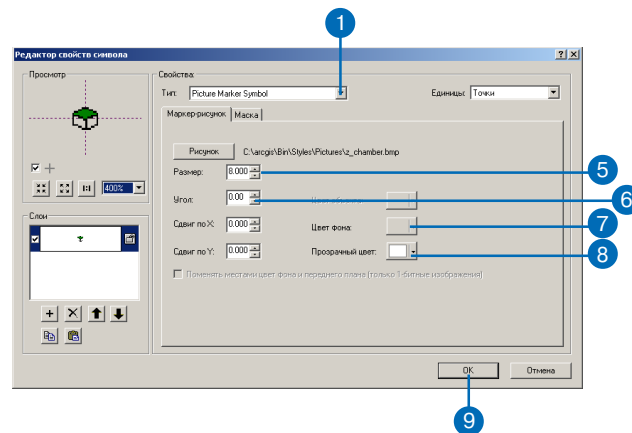 1
Редактор свойств символа
Просмотр
400%
Слои
Свойства:
Тип: Picture Marker Symbol
Единицы: Точки
Маркер-рисунок Маска
Рисунок C:\arcgis\Bin\Styles\Pictures\z_chamber.bmp
Размер: 8.000
5
Угол: 0.00
6
Сдвиг по X: 0.000
Цвет фона:
7
Сдвиг по Y: 0.000
Прозрачный цвет:
8
Поменять местами цвет фона и переднего плана (только 1-битные изображения)
OK
Отмена
9